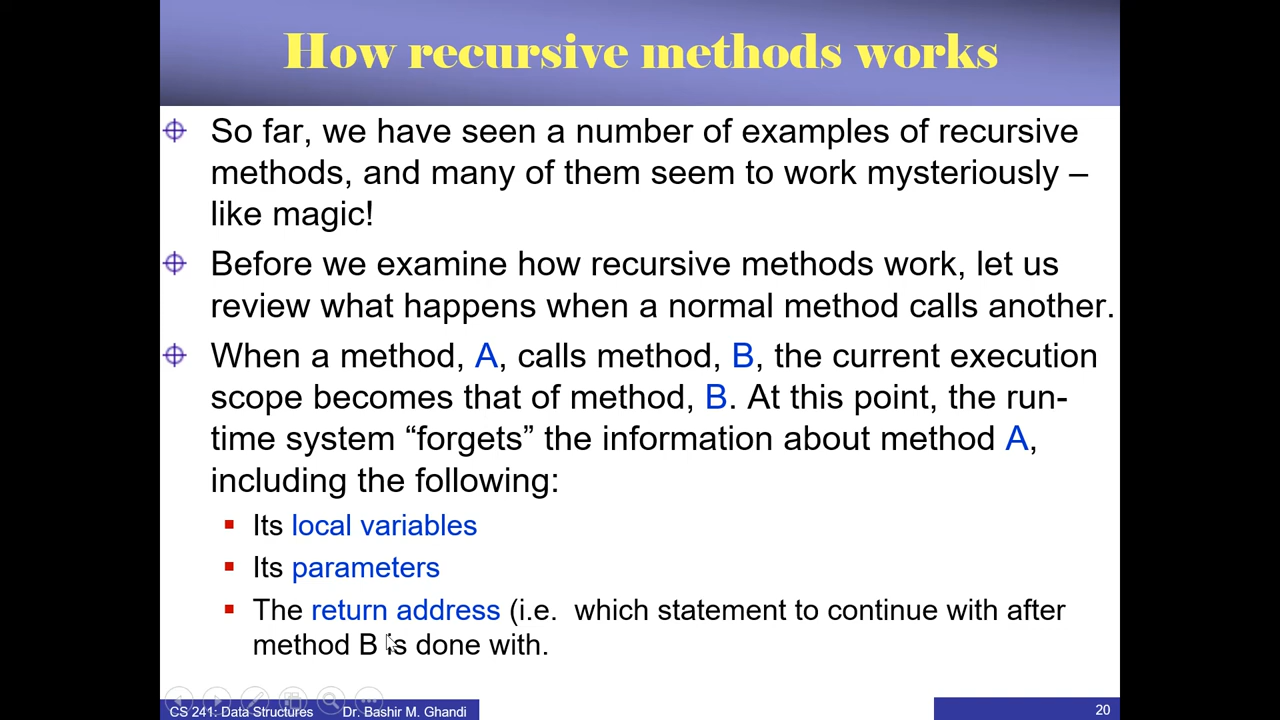 How recursive methods works
So far, we have seen a number of examples of recursive
methods, and many of them seem to work mysteriously –
like magic!
Before we examine how recursive methods work, let us
review what happens when a normal method calls another.
When a method, A, calls method, B, the current execution
scope becomes that of method, B. At this point, the run-
time system “forgets” the information about method A,
including the following:
Its local variables
Its parameters
The return address (i.e. which statement to continue with after
method B is done with.
CS 241: Data Structures Dr. Bashir M. Ghandi
20